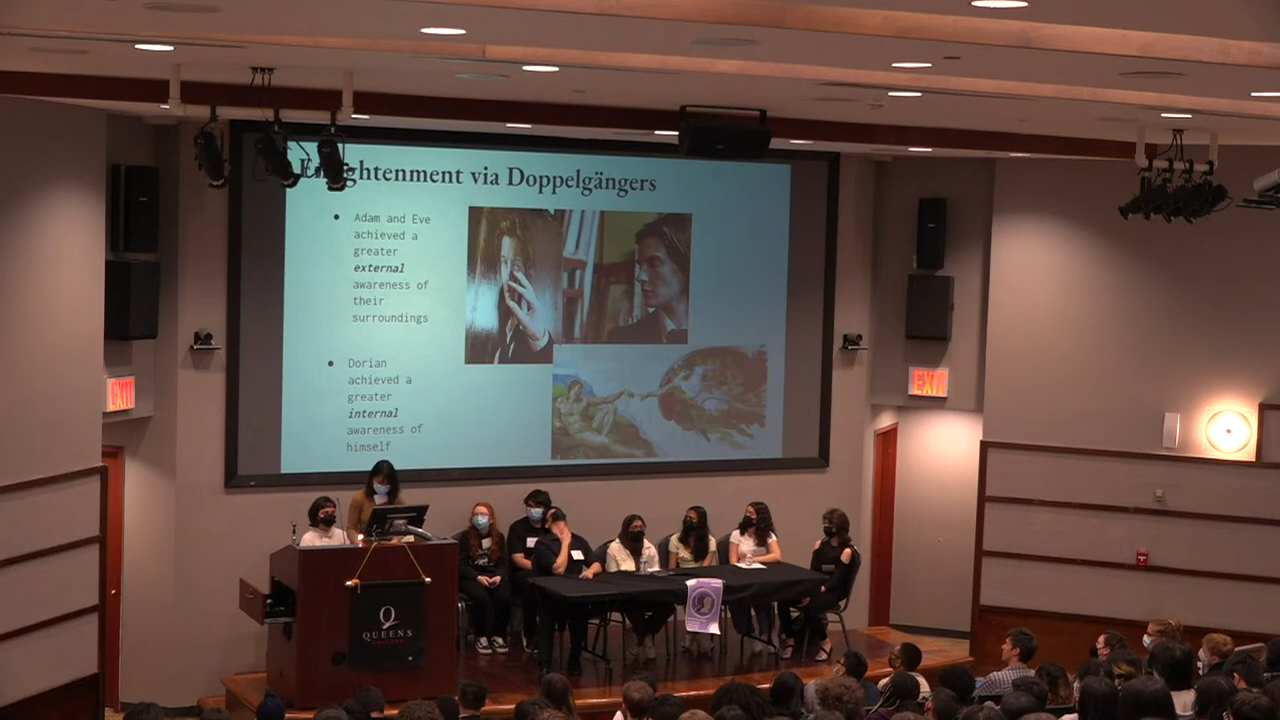 Enlightenment via Doppelgängers
● Adam and Eve
achieved a
greater
external
awareness of
their
surroundings
● Dorian
achieved a
greater
internal
awareness of
himself
EXIT
EXIT
Q
QUEENS
COLLEGE